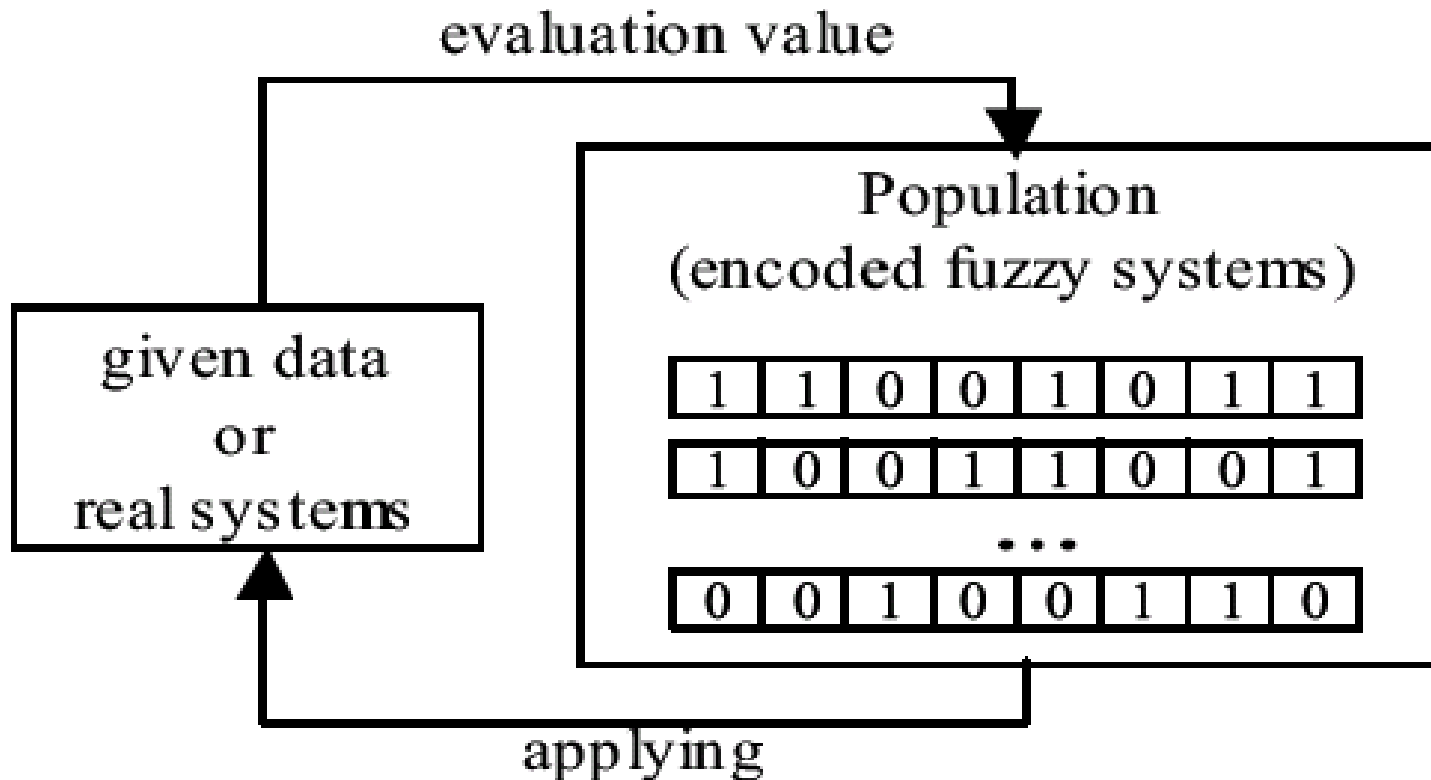 evaluation value
Population
(encoded fuzzy systems)
given data
or
real systems
1 1 0 0 1 0 1 1
1 0 0 1 1 0 0 1
...
0 0 1 0 0 1 1 0
applying